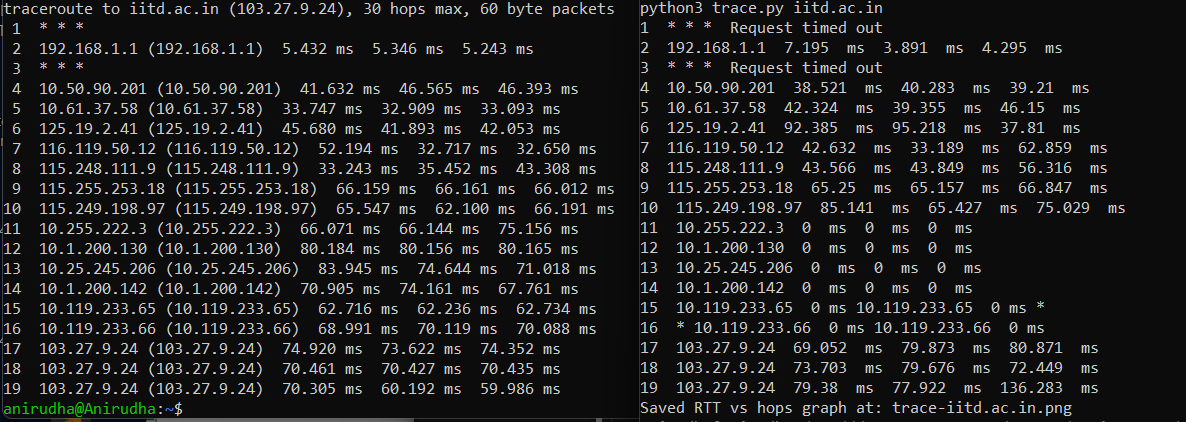 traceroute to iitd.ac.in (103.27.9.24), 30 hops max, 60 byte packets
1 * * *
2 192.168.1.1 (192.168.1.1) 5.432 ms 5.346 ms 5.243 ms
3 * * *
4 10.50.90.201 (10.50.90.201) 41.632 ms 46.565 ms 46.393 ms
5 10.61.37.58 (10.61.37.58) 33.747 ms 32.909 ms 33.093 ms
6 125.19.2.41 (125.19.2.41) 45.680 ms 41.893 ms 42.053 ms
7 116.119.50.12 (116.119.50.12) 52.194 ms 32.717 ms 32.650 ms
8 115.248.111.9 (115.248.111.9) 33.243 ms 35.452 ms 43.308 ms
9 115.255.253.18 (115.255.253.18) 66.159 ms 66.161 ms 66.012 ms
10 115.249.198.97 (115.249.198.97) 65.547 ms 62.100 ms 66.191 ms
11 10.255.222.3 (10.255.222.3) 66.071 ms 66.144 ms 75.156 ms
12 10.1.200.130 (10.1.200.130) 80.184 ms 80.156 ms 80.165 ms
13 10.25.245.206 (10.25.245.206) 83.945 ms 74.644 ms 71.018 ms
14 10.1.200.142 (10.1.200.142) 70.905 ms 74.161 ms 67.761 ms
15 10.119.233.65 (10.119.233.65) 62.716 ms 62.236 ms 62.734 ms
16 10.119.233.66 (10.119.233.66) 68.991 ms 70.119 ms 70.088 ms
17 103.27.9.24 (103.27.9.24) 74.920 ms 73.622 ms 74.352 ms
18 103.27.9.24 (103.27.9.24) 70.461 ms 70.427 ms 70.435 ms
19 103.27.9.24 (103.27.9.24) 70.305 ms 60.192 ms 59.986 ms
anirudha@Anirudha:~$
python3 trace.py iitd.ac.in
1 * * * Request timed out
2 192.168.1.1 7.195 ms 3.891 ms 4.295 ms
3 * * * Request timed out
4 10.50.90.201 38.521 ms 40.283 ms 39.21 ms
5 10.61.37.58 42.324 ms 39.355 ms 46.15 ms
6 125.19.2.41 92.385 ms 95.218 ms 37.81 ms
7 116.119.50.12 42.632 ms 33.189 ms 62.859 ms
8 115.248.111.9 43.566 ms 43.849 ms 56.316 ms
9 115.255.253.18 65.25 ms 65.157 ms 66.847 ms
10 115.249.198.97 85.141 ms 65.427 ms 75.029 ms
11 10.255.222.3 0 ms 0 ms 0 ms
12 10.1.200.130 0 ms 0 ms 0 ms
13 10.25.245.206 0 ms 0 ms 0 ms
14 10.1.200.142 0 ms 0 ms 0 ms
15 10.119.233.65 0 ms 10.119.233.65 0 ms *
16 * 10.119.233.66 0 ms 10.119.233.66 0 ms
17 103.27.9.24 69.052 ms 79.873 ms 80.871 ms
18 103.27.9.24 73.703 ms 79.676 ms 72.449 ms
19 103.27.9.24 79.38 ms 77.922 ms 136.283 ms
Saved RTT vs hops graph at: trace-iitd.ac.in.png